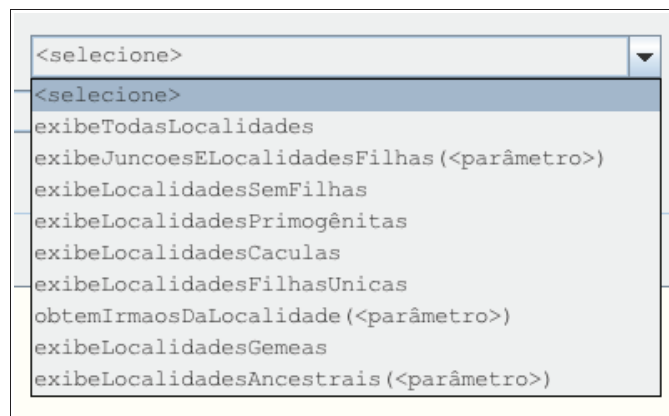 <selecione>
<selecione>
exibeTodasLocalidades
exibeJuncoesELocalidadesFilhas(<parâmetro>)
exibeLocalidadesSemFilhas
exibeLocalidadesPrimogênitas
exibeLocalidadesCaculas
exibeLocalidadesFilhasUnicas
obtemIrmaosDaLocalidade(<parâmetro>)
exibeLocalidadesGemeas
exibeLocalidadesAncestrais(<parâmetro>)